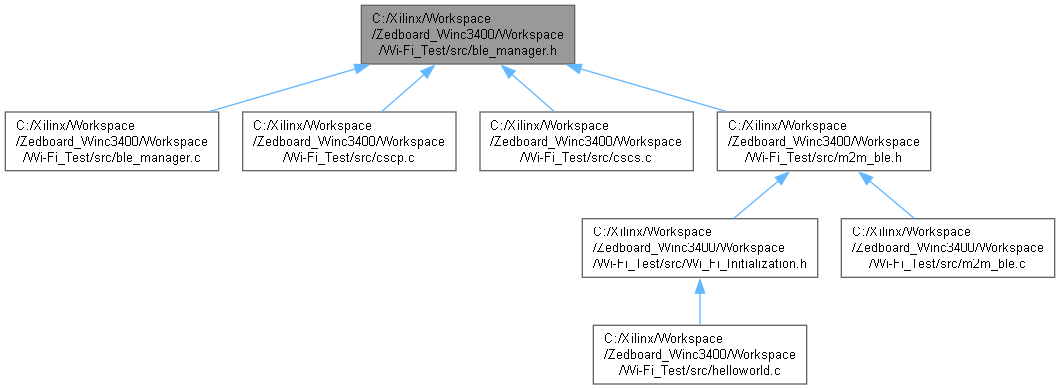 C:/Xilinx/Workspace
/Zedboard_Winc3400/Workspace
/Wi-Fi_Test/src/ble_manager.h
C:/Xilinx/Workspace
/Zedboard_Winc3400/Workspace
/Wi-Fi_Test/src/ble_manager.c
C:/Xilinx/Workspace
/Zedboard_Winc3400/Workspace
/Wi-Fi_Test/src/cscp.c
C:/Xilinx/Workspace
/Zedboard_Winc3400/Workspace
/Wi-Fi_Test/src/cscs.c
C:/Xilinx/Workspace
/Zedboard_Winc3400/Workspace
/Wi-Fi_Test/src/m2m_ble.h
C:/Xilinx/Workspace
/Zedboard_Winc3400/Workspace
/Wi-Fi_Test/src/Wi_Fi_Initialization.h
C:/Xilinx/Workspace
/Zedboard_Winc3400/Workspace
/Wi-Fi_Test/src/m2m_ble.c
C:/Xilinx/Workspace
/Zedboard_Winc3400/Workspace
/Wi-Fi_Test/src/helloworld.c